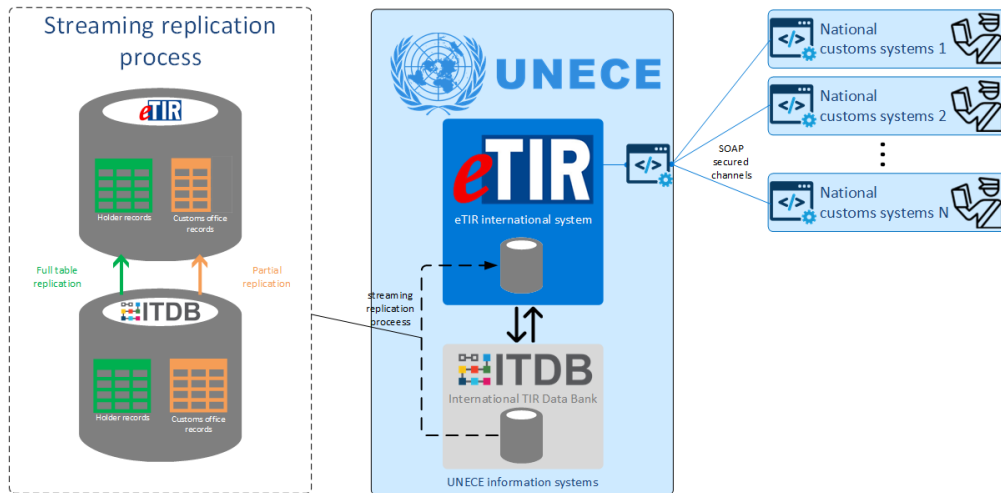 Streaming replication
process
eTIR
Holder records
Customs office
records
Full table
replication
Partial
replication
ITDB
Holder records
Customs office
records
UNECE
eTIR
eTIR international system
streaming
replication
proceess
ITDB
International TIR Data Bank
UNECE information systems
</>
SOAP
secured
channels
</>
National
customs systems 1
</>
National
customs systems 2
</>
National
customs systems N